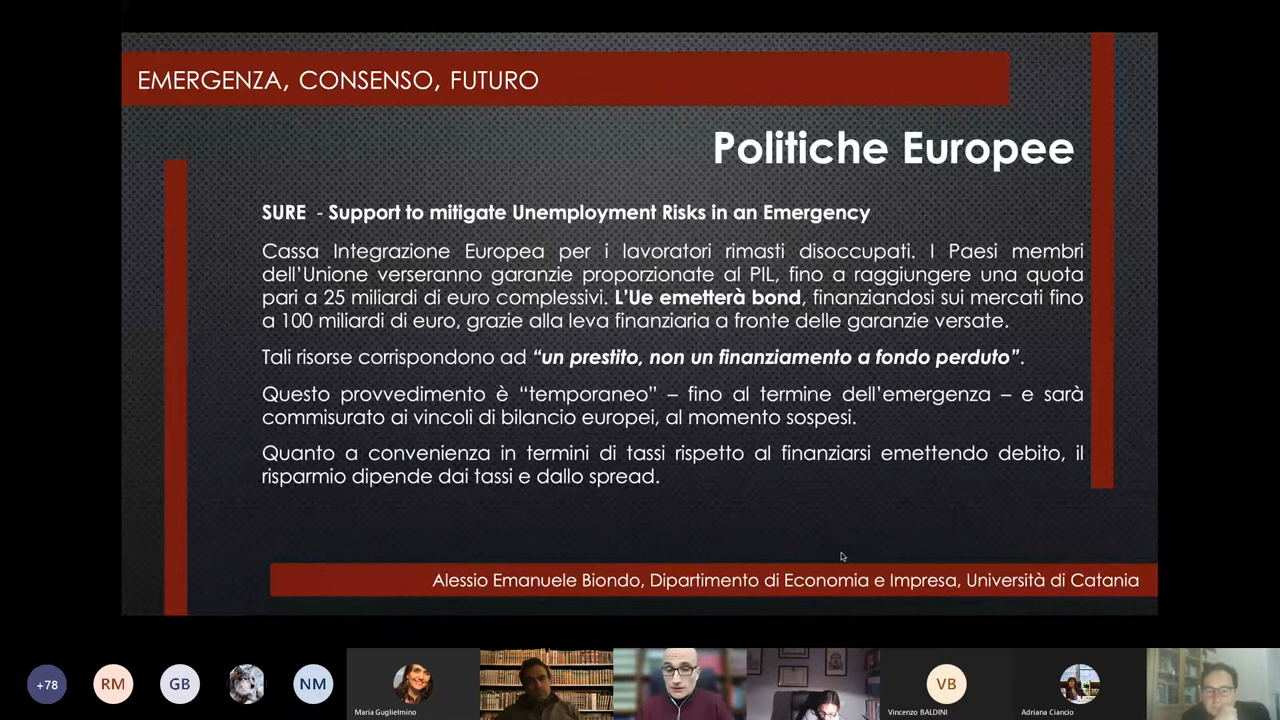 EMERGENZA, CONSENSO, FUTURO
Politiche Europee
SURE - Support to mitigate Unemployment Risks in an Emergency
Cassa Integrazione Europea per i lavoratori rimasti disoccupati. I Paesi membri
dell'Unione verseranno garanzie proporzionate al PIL, fino a raggiungere una quota
pari a 25 miliardi di euro complessivi. L'Ue emetterà bond, finanziandosi sui mercati fino
a 100 miliardi di euro, grazie alla leva finanziaria a fronte delle garanzie versate.
Tali risorse corrispondono ad “un prestito, non un finanziamento a fondo perduto”.
Questo provvedimento è “temporaneo” – fino al termine dell'emergenza – e sarà
commisurato ai vincoli di bilancio europei, al momento sospesi.
Quanto a convenienza in termini di tassi rispetto al finanziarsi emettendo debito, il
risparmio dipende dai tassi e dallo spread.
Alessio Emanuele Biondo, Dipartimento di Economia e Impresa, Università di Catania
+78 RM GB NM VB
Maria Guglielmino Vincenzo BALDINI Adriana Ciancio